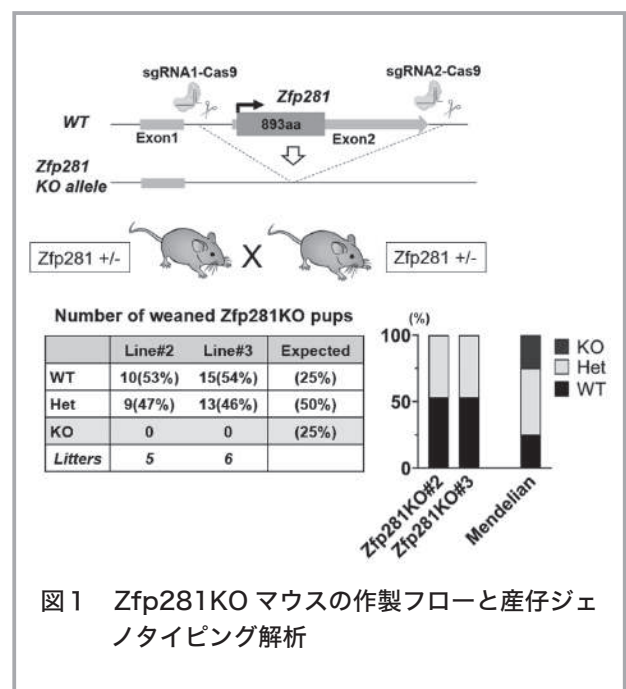 sgRNA1-Cas9
sgRNA2-Cas9
Zfp281
WT
893aa
Exon1
Exon2
Zfp281
KO allele
Zfp281 +/-
X
Zfp281 +/-
Number of weaned Zfp281KO pups
Line#2 Line#3 Expected
WT 10(53%) 15(54%) (25%)
Het 9(47%) 13(46%) (50%)
KO 0 0 (25%)
Litters 5 6
(%)
100
50
0
KO
Het
WT
Zfp281KO#2
Zfp281KO#3
Mendelian
図1 Zfp281KO マウスの作製フローと産仔ジェ
ノタイピング解析